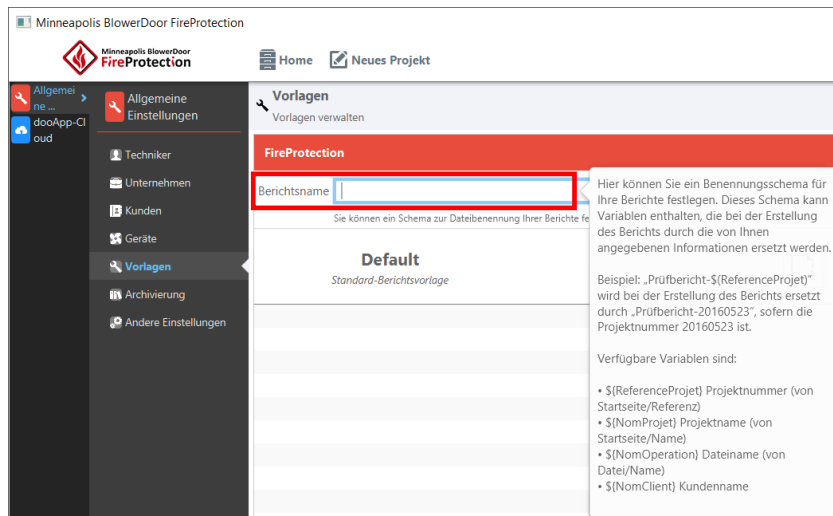 Minneapolis BlowerDoor FireProtection
Minneapolis BlowerDoor
FireProtection
Home
Neues Projekt
Allgemei
ne ...
dooApp-Cl
oud
Allgemeine
Einstellungen
Techniker
Unternehmen
Kunden
Geräte
Vorlagen
Archivierung
Andere Einstellungen
Vorlagen
Vorlagen verwalten
FireProtection
Berichtsname
Sie können ein Schema zur Dateibenennung Ihrer Berichte fe
Default
Standard-Berichtsvorlage
Hier können Sie ein Benennungsschema für
Ihre Berichte festlegen. Dieses Schema kann
Variablen enthalten, die bei der Erstellung
des Berichts durch die von Ihnen
angegebenen Informationen ersetzt werden.
Beispiel: „Prüfbericht-$(ReferenceProjet)"
wird bei der Erstellung des Berichts ersetzt
durch „Prüfbericht-20160523", sofern die
Projektnummer 20160523 ist.
Verfügbare Variablen sind:
• ${ReferenceProjet} Projektnummer (von
Startseite/Referenz)
• ${NomProjet} Projektname (von
Startseite/Name)
• ${NomOperation} Dateiname (von
Datei/Name)
• ${NomClient} Kundenname